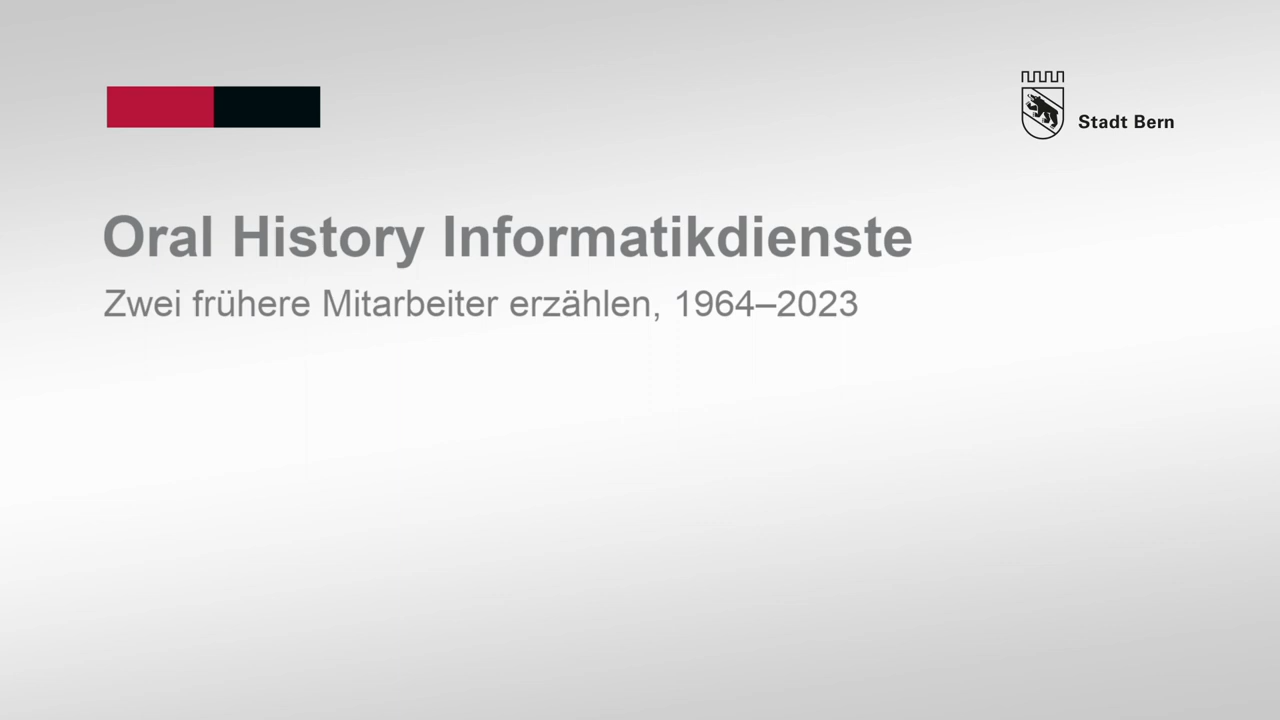 Stadt Bern
Oral History Informatikdienste
Zwei frühere Mitarbeiter erzählen, 1964–2023